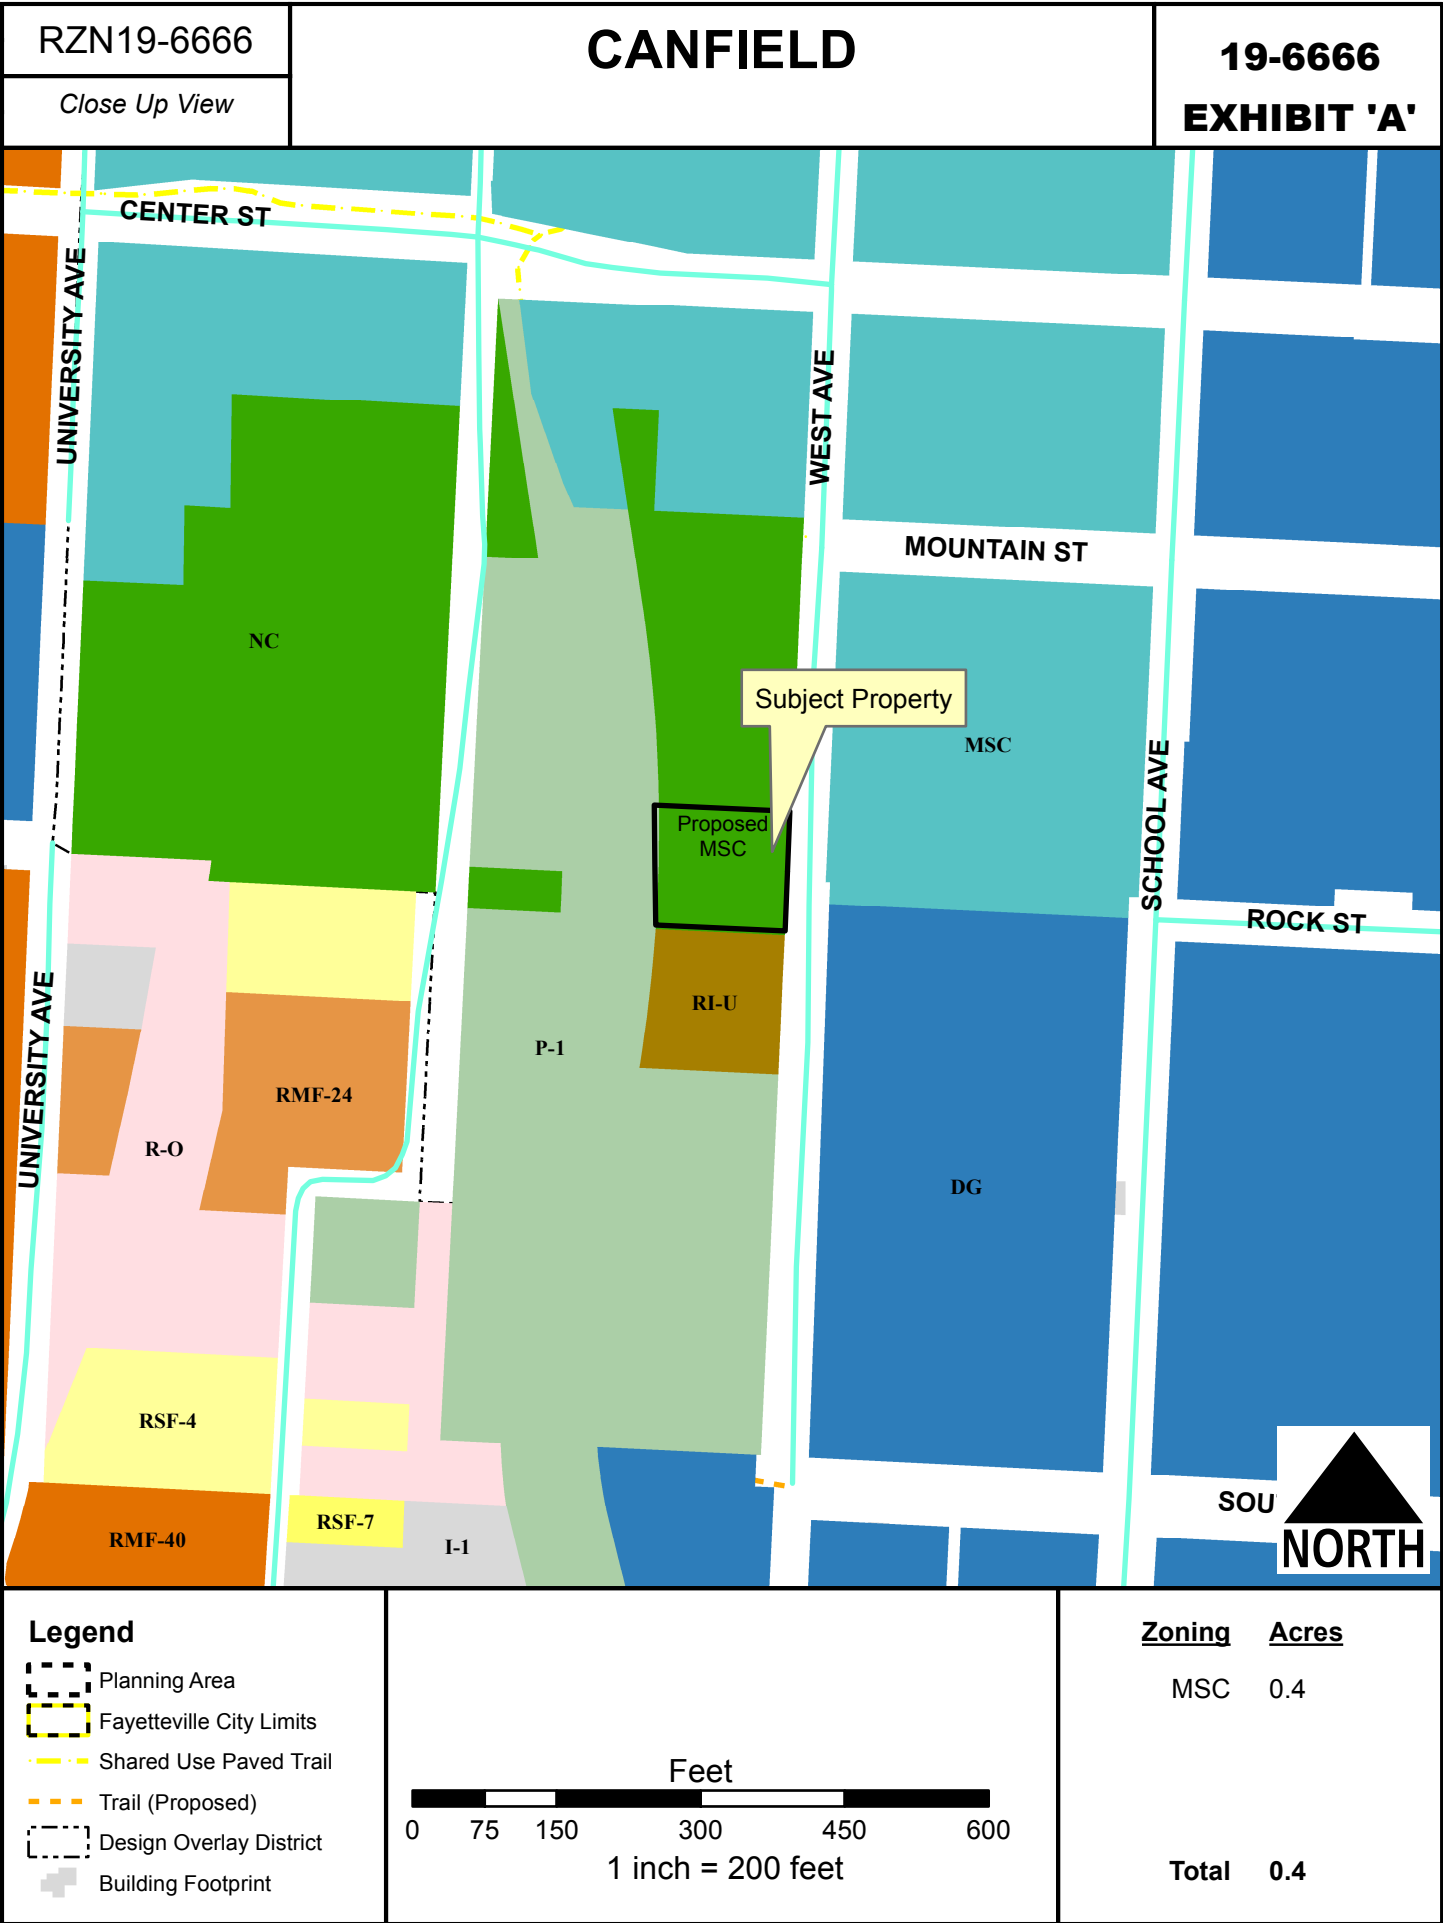 RZN19-6666
Close Up View
CANFIELD
19-6666
EXHIBIT 'A'
CENTER ST
UNIVERSITY AVE
WEST AVE
MOUNTAIN ST
NC
Subject Property
MSC
SCHOOL AVE
Proposed
MSC
ROCK ST
UNIVERSITY AVE
RI-U
P-1
RMF-24
R-O
DG
RSF-4
SOU
RSF-7
RMF-40
I-1
NORTH
Legend
Planning Area
Fayetteville City Limits
Shared Use Paved Trail
Trail (Proposed)
Design Overlay District
Building Footprint
Feet
0 75 150 300 450 600
1 inch = 200 feet
Zoning Acres
MSC 0.4
Total 0.4